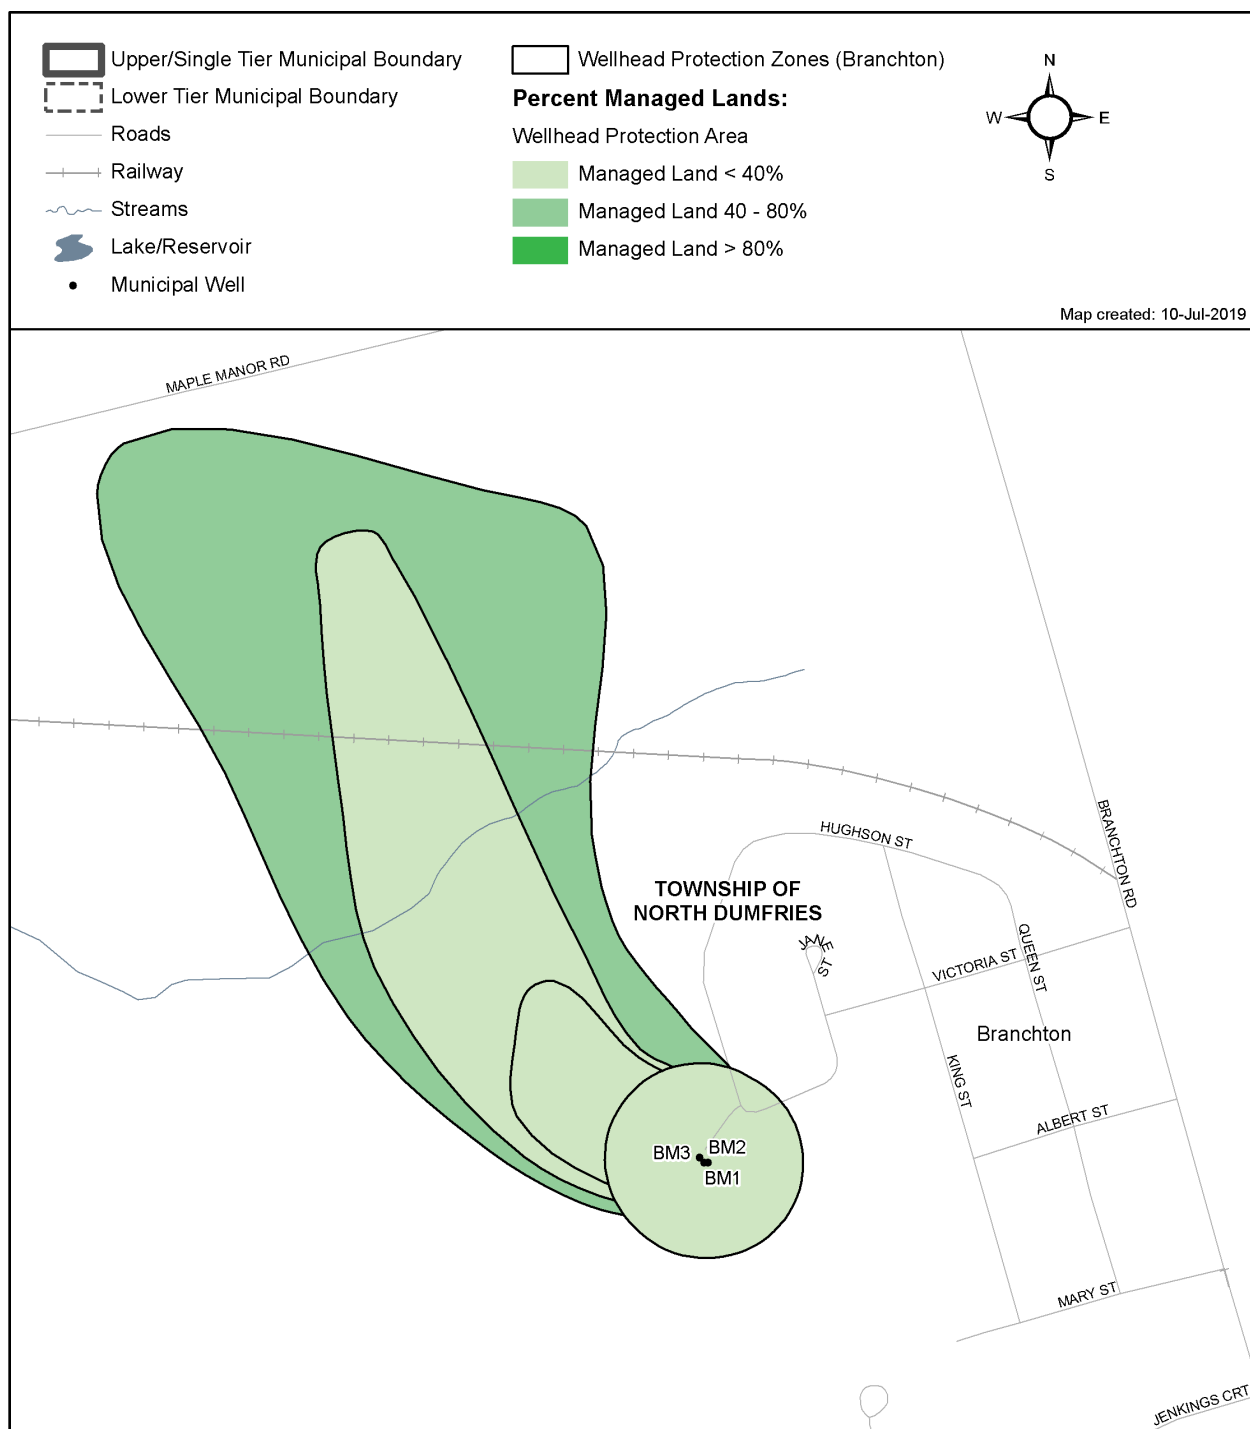 Upper/Single Tier Municipal Boundary
Lower Tier Municipal Boundary
Roads
Railway
Streams
Lake/Reservoir
Municipal Well
Wellhead Protection Zones (Branchton)
Percent Managed Lands:
Wellhead Protection Area
Managed Land < 40%
Managed Land 40 - 80%
Managed Land > 80%
N
W
E
S
Map created: 10-Jul-2019
MAPLE MANOR RD
BRANCHTON RD
HUGHSON ST
TOWNSHIP OF
NORTH DUMFRIES
JANE
ST
VICTORIA ST
QUEEN ST
Branchton
KING ST
ALBERT ST
BM3
BM2
BM1
MARY ST
JENKINGS CRT